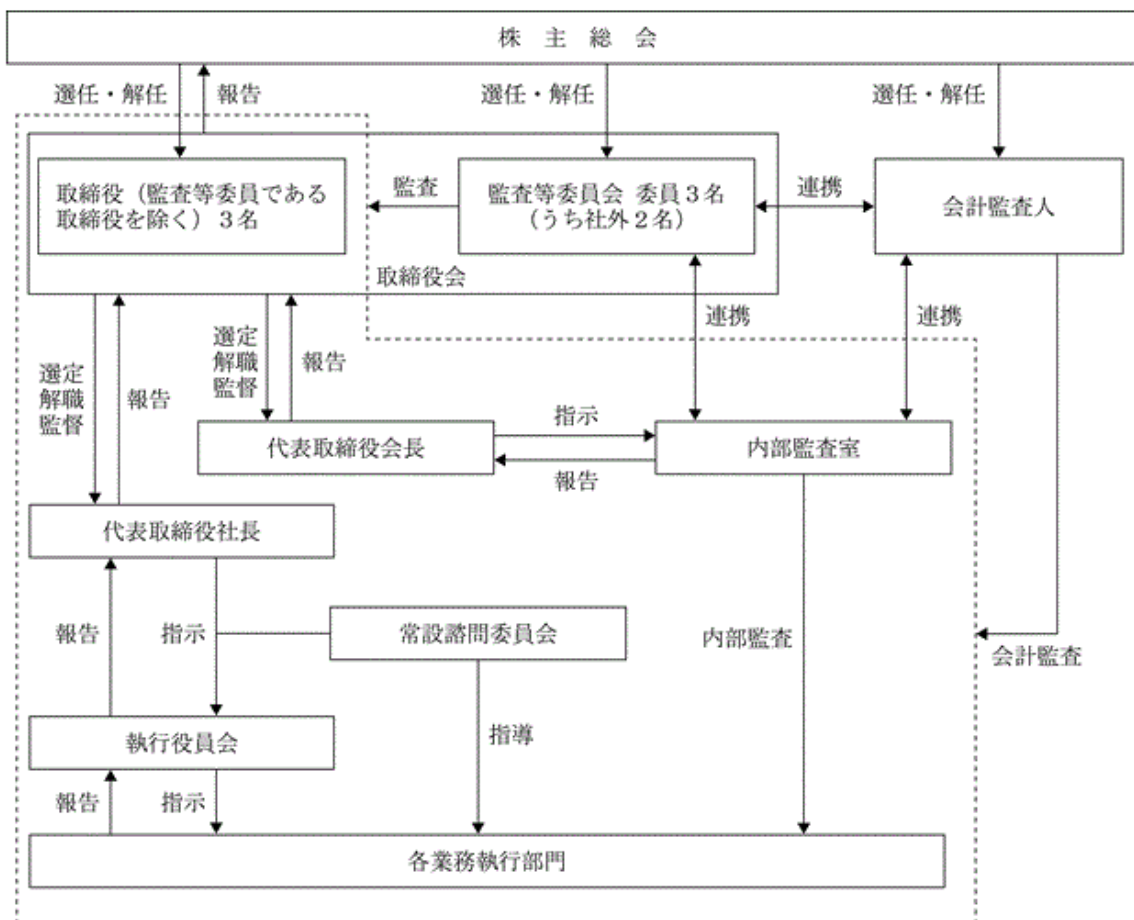 株 主 総 会
選任・解任
報告
選任・解任
選任・解任
取締役（監査等委員である
取締役を除く）3名
監査
監査等委員会 委員3名
（うち社外2名）
連携
会計監査人
取締役会
選定
解職
監督
報告
選定
解職
監督
報告
連携
連携
代表取締役会長
指示
報告
内部監査室
代表取締役社長
報告
指示
常設諮問委員会
内部監査
会計監査
執行役員会
指導
報告
指示
各業務執行部門